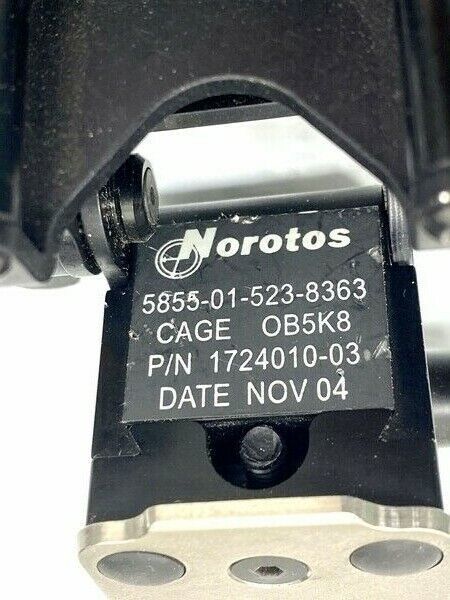 Norotos
5855-01-523-8363
CAGE OB5K8
P/N 1724010-03
DATE NOV 04